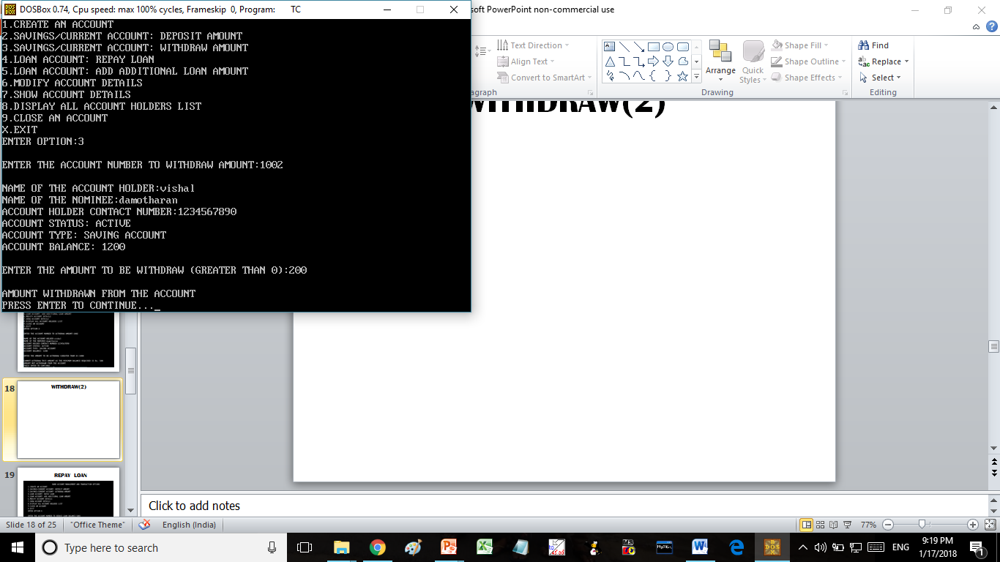 DOSBox 0.74, Cpu speed: max 100% cycles, Frameskip 0, Program: TC
1.CREATE AN ACCOUNT
2.SAVINGS/CURRENT ACCOUNT: DEPOSIT AMOUNT
3.SAVINGS/CURRENT ACCOUNT: WITHDRAW AMOUNT
4.LOAN ACCOUNT: REPAY LOAN
5.LOAN ACCOUNT: ADD ADDITIONAL LOAN AMOUNT
6.MODIFY ACCOUNT DETAILS
7.SHOW ACCOUNT DETAILS
8.DISPLAY ALL ACCOUNT HOLDERS LIST
9.CLOSE AN ACCOUNT
X.EXIT
ENTER OPTION:3
ENTER THE ACCOUNT NUMBER TO WITHDRAW AMOUNT:1002
NAME OF THE ACCOUNT HOLDER:vishal
NAME OF THE NOMINEE:damotharan
ACCOUNT HOLDER CONTACT NUMBER:1234567890
ACCOUNT STATUS: ACTIVE
ACCOUNT TYPE: SAVING ACCOUNT
ACCOUNT BALANCE: 1200
ENTER THE AMOUNT TO BE WITHDRAW (GREATER THAN 0):200
AMOUNT WITHDRAWN FROM THE ACCOUNT
PRESS ENTER TO CONTINUE..._
soft PowerPoint non-commercial use
Text Direction
Align Text
Convert to SmartArt
agraph
Arrange
Quick
Styles
Shape Fill
Shape Outline
Shape Effects
Drawing
Find
Replace
Select
Editing
WITHDRAW(2)
18
WITHDRAW(2)
19
REPAY LOAN
Click to add notes
Slide 18 of 25
"Office Theme"
English (India)
77%
Type here to search
ENG
9:19 PM
1/17/2018
1